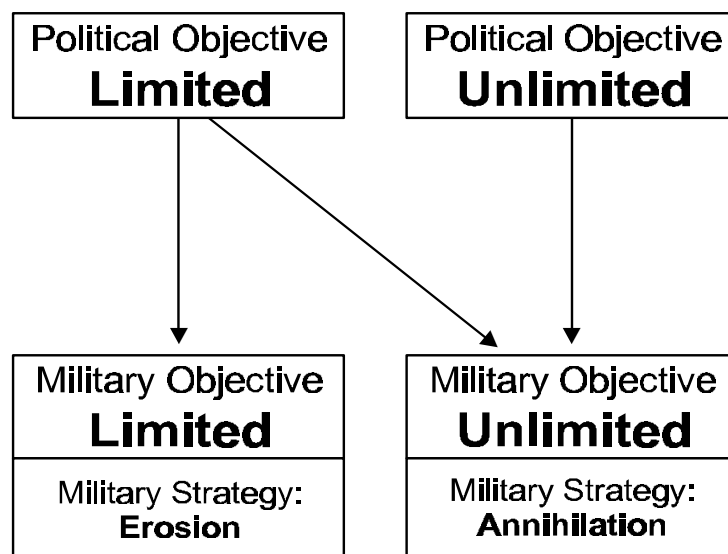 Political Objective
Limited
Political Objective
Unlimited
Military Objective
Limited
Military Strategy:
Erosion
Military Objective
Unlimited
Military Strategy:
Annihilation